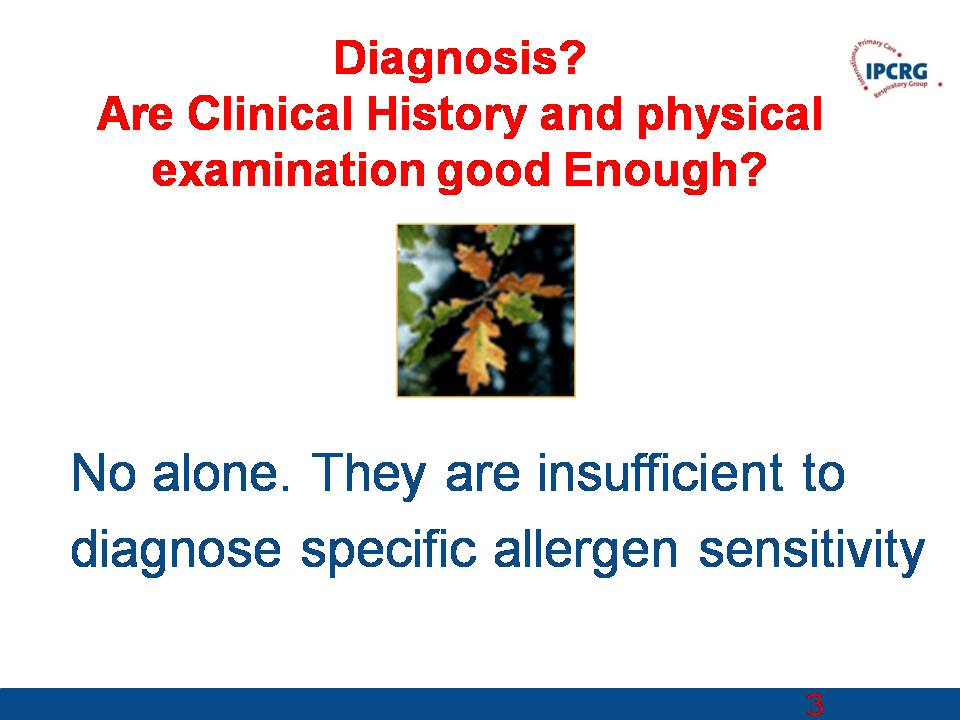 Diagnosis?
Are Clinical History and physical
examination good Enough?
International Primary Care
IPCRG
Respiratory Group
No alone. They are insufficient to
diagnose specific allergen sensitivity
3